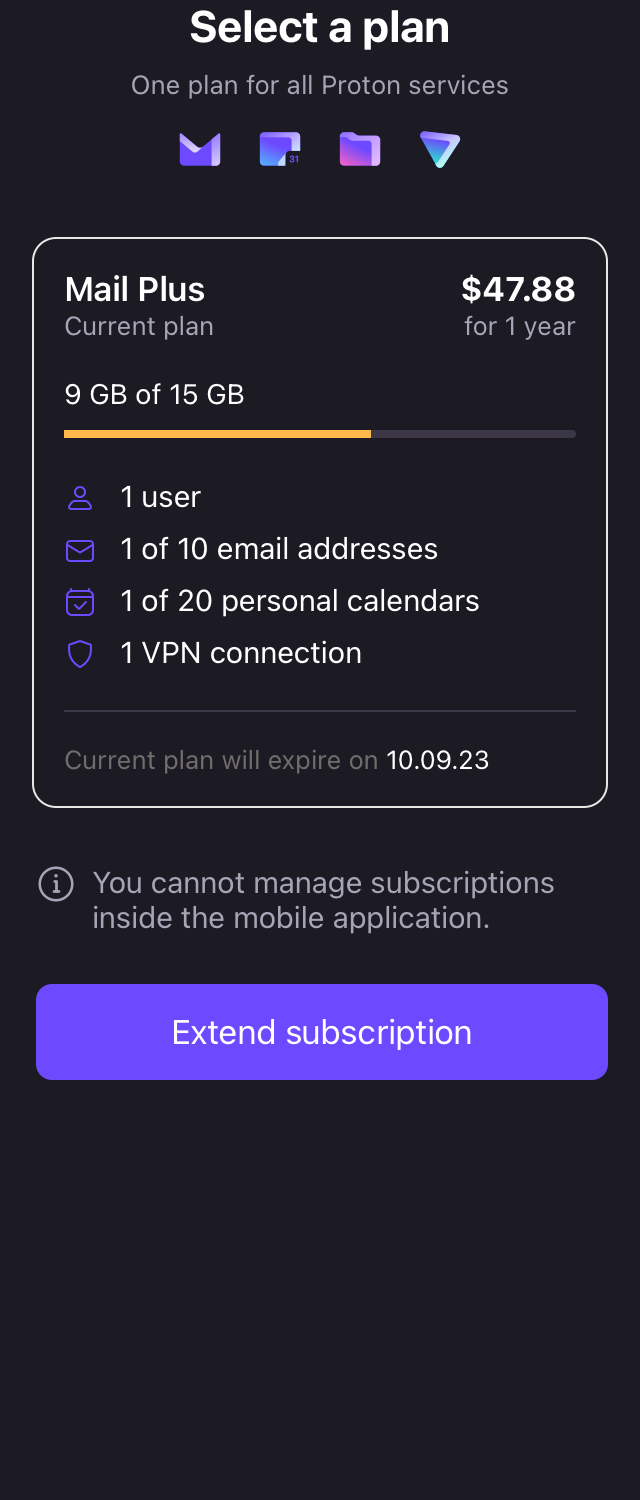 Select a plan
One plan for all Proton services
31
Mail Plus
$47.88
Current plan
for 1 year
9 GB of 15 GB
1 user
1 of 10 email addresses
1 of 20 personal calendars
1 VPN connection
Current plan will expire on 10.09.23
You cannot manage subscriptions
inside the mobile application.
Extend subscription